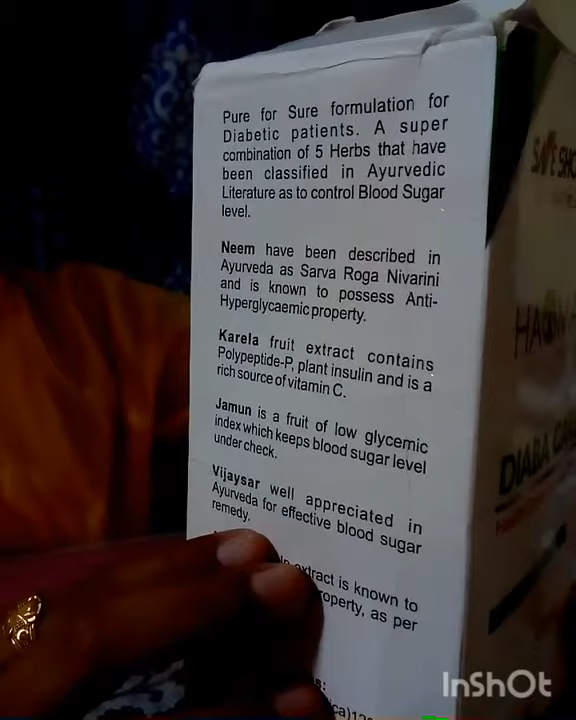 Pure for Sure formulation for
Diabetic patients. A super
combination of 5 Herbs that have
been classified in Ayurvedic
Literature as to control Blood Sugar
level.
Neem have been described in
Ayurveda as Sarva Roga Nivarini
and is known to possess Anti-
Hyperglycaemic property.
Karela fruit extract contains
Polypeptide-P, plant insulin and is a
rich source of vitamin C.
Jamun is a fruit of low glycemic
index which keeps blood sugar level
under check.
Vijaysar well appreciated in
Ayurveda for effective blood sugar
remedy.
extract is known to
as per
DIABA
InShOt